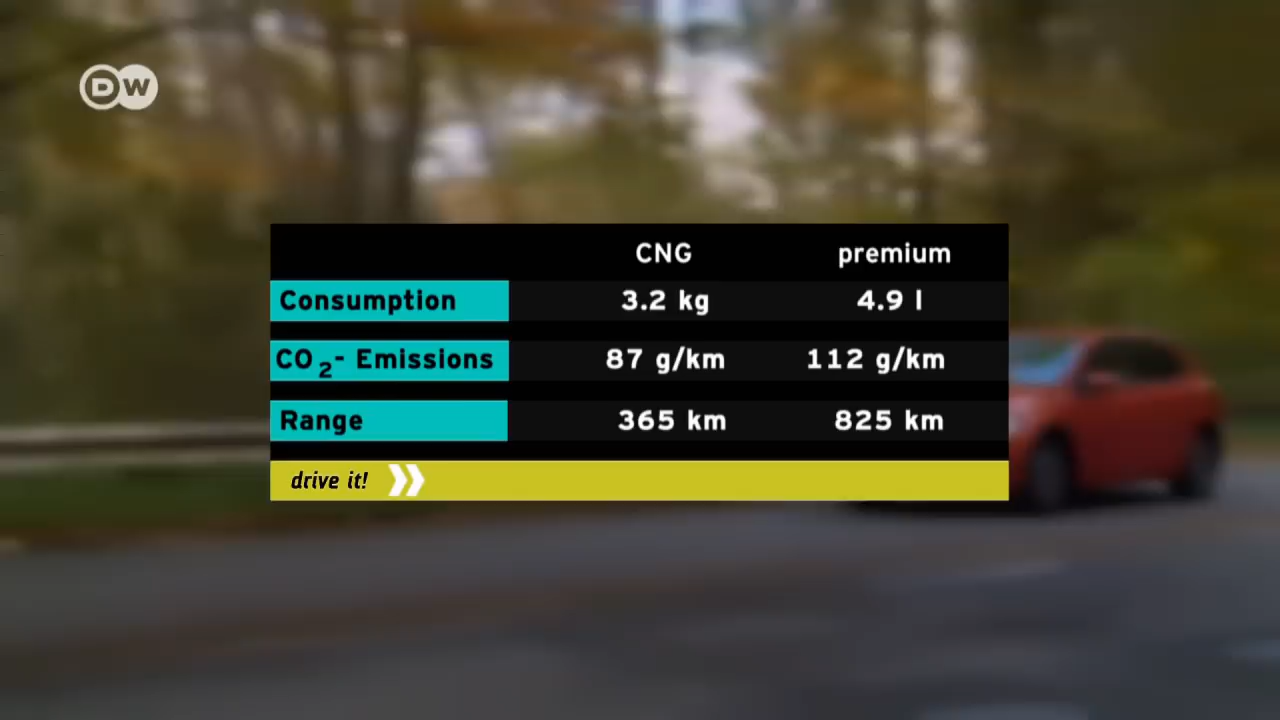 DW
CNG premium
Consumption 3.2 kg 4.9 l
CO₂- Emissions 87 g/km 112 g/km
Range 365 km 825 km
drive it!